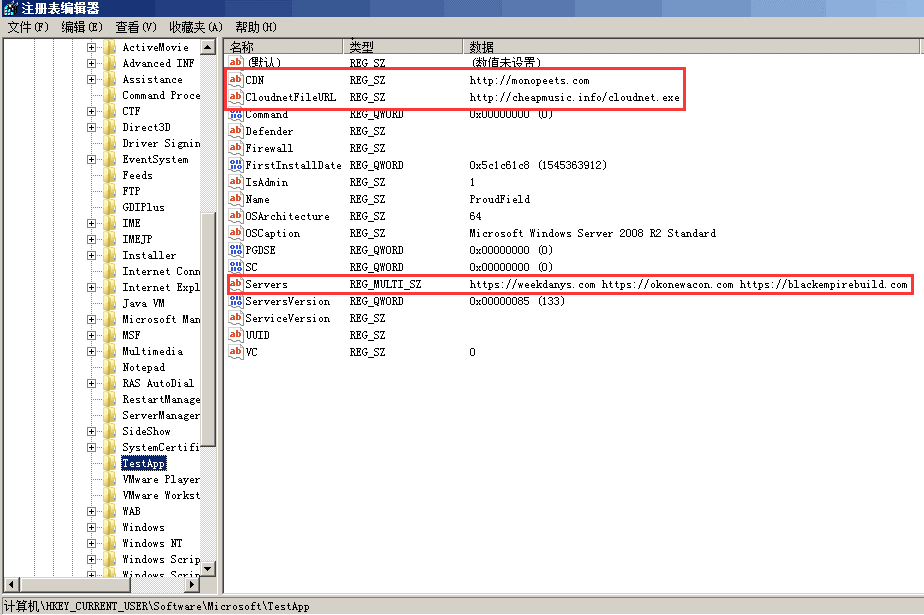 注册表编辑器
文件(F) 编辑(E) 查看(V) 收藏夹(A) 帮助(H)
ActiveMovie
Advanced INF
Assistance
Command Proce
CTF
Direct3D
Driver Signin
EventSystem
Feeds
FTP
GDIPlus
IME
IMEJP
Installer
Internet Conn
Internet Expl
Java VM
Microsoft Man
MSF
Multimedia
Notepad
RAS AutoDial
RestartManage
ServerManager
SideShow
SystemCertifi
TestApp
VMware Player
VMware Workst
WAB
Windows
Windows NT
Windows Scrip
Windows Scrip
名称 类型 数据
(默认) REG_SZ (数值未设置)
CDN REG_SZ http://monopeets.com
CloudnetFileURL REG_SZ http://cheapmusic.info/cloudnet.exe
Command REG_QWORD 0x00000000 (0)
Defender REG_SZ
Firewall REG_SZ
FirstInstallDate REG_QWORD 0x5c1c61c8 (1545363912)
IsAdmin REG_SZ 1
Name REG_SZ ProudField
OSArchitecture REG_SZ 64
OSCaption REG_SZ Microsoft Windows Server 2008 R2 Standard
PGDSE REG_QWORD 0x00000000 (0)
SC REG_QWORD 0x00000000 (0)
Servers REG_MULTI_SZ https://weekdanys.com https://okonewacon.com https://blackempirebuild.com
ServersVersion REG_QWORD 0x00000085 (133)
ServiceVersion REG_SZ
UUID REG_SZ
VC REG_SZ 0
计算机\HKEY_CURRENT_USER\Software\Microsoft\TestApp